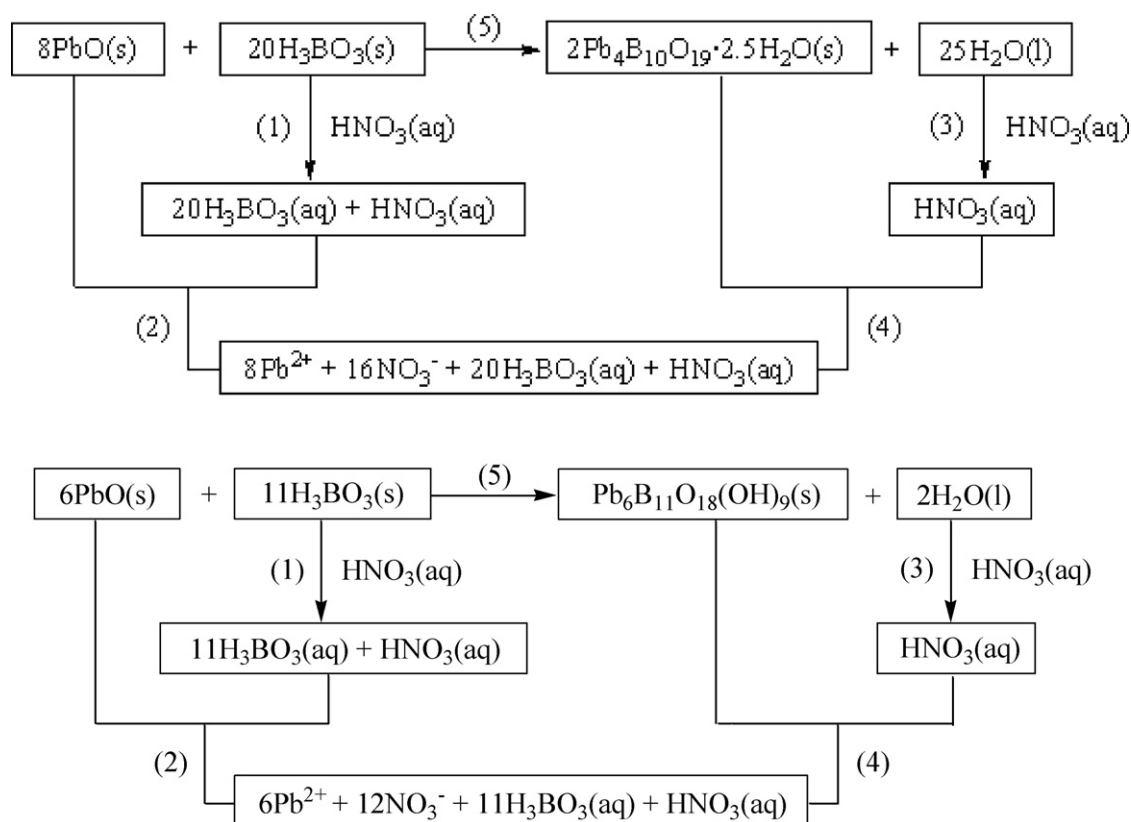 8PbO(s) + 20H₃BO₃(s) (5) 2Pb₄B₁₀O₁₉·2.5H₂O(s) + 25H₂O(l)
(1) HNO₃(aq) (3) HNO₃(aq)
20H₃BO₃(aq) + HNO₃(aq) HNO₃(aq)
(2) (4)
8Pb²⁺ + 16NO₃⁻ + 20H₃BO₃(aq) + HNO₃(aq)
6PbO(s) + 11H₃BO₃(s) (5) Pb₆B₁₁O₁₈(OH)₉(s) + 2H₂O(l)
(1) HNO₃(aq) (3) HNO₃(aq)
11H₃BO₃(aq) + HNO₃(aq) HNO₃(aq)
(2) (4)
6Pb²⁺ + 12NO₃⁻ + 11H₃BO₃(aq) + HNO₃(aq)